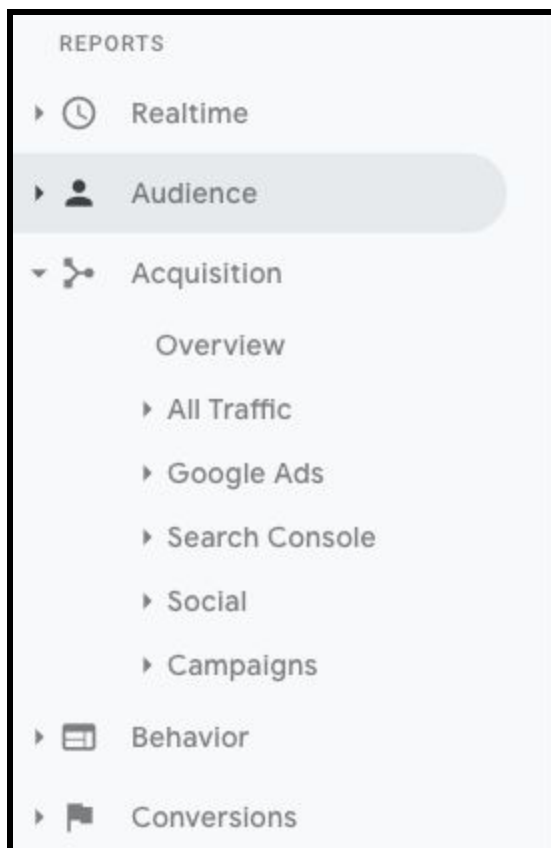 REPORTS
Realtime
Audience
Acquisition
Overview
All Traffic
Google Ads
Search Console
Social
Campaigns
Behavior
Conversions